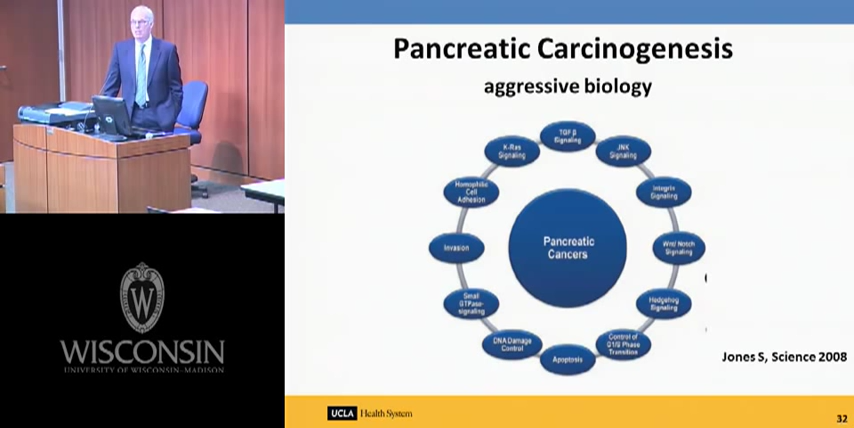 Pancreatic Carcinogenesis
aggressive biology
TGF β
Signaling
JNK
Signaling
Integrin
Signaling
Wnt/ Notch
Signaling
Hedgehog
Signaling
Control of
G1/S Phase
Transition
Apoptosis
DNA Damage
Control
Small
GTPase-
signaling
Invasion
Homophilic
Cell
Adhesion
K-Ras
Signaling
Pancreatic
Cancers
Jones S, Science 2008
UCLA Health System
32
W
WISCONSIN
UNIVERSITY OF WISCONSIN–MADISON